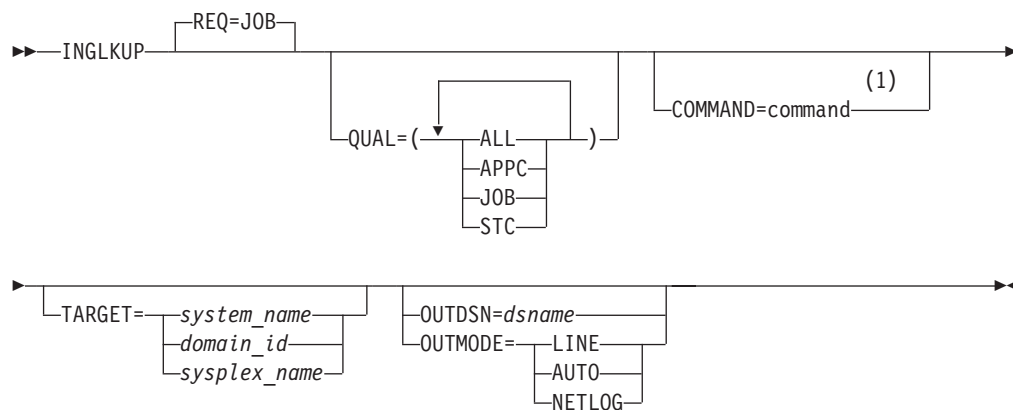 REQ=JOB
INGLKUP
(1)
COMMAND=command
QUAL=( ALL )
APPC
JOB
STC
TARGET= system_name
domain_id
sysplex_name
OUTDSN=dsname
OUTMODE= LINE
AUTO
NETLOG